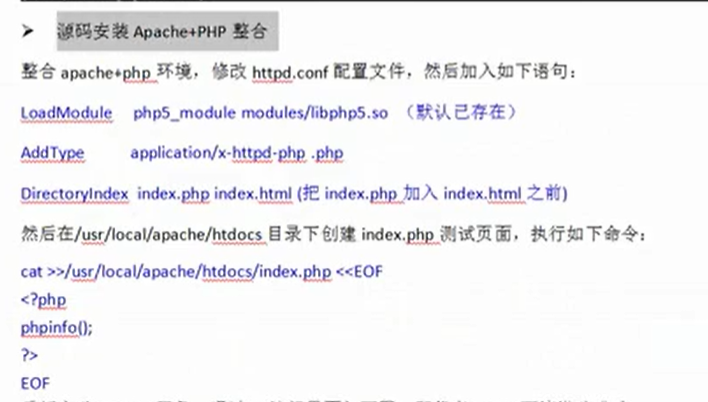 ➤ 源码安装 Apache+PHP 整合
整合 apache+php 环境，修改 httpd.conf 配置文件，然后加入如下语句：
LoadModule php5_module modules/libphp5.so （默认已存在）
AddType application/x-httpd-php .php
DirectoryIndex index.php index.html (把 index.php 加入 index.html 之前)
然后在/usr/local/apache/htdocs 目录下创建 index.php 测试页面，执行如下命令：
cat >>/usr/local/apache/htdocs/index.php <<EOF
<?php
phpinfo();
?>
EOF